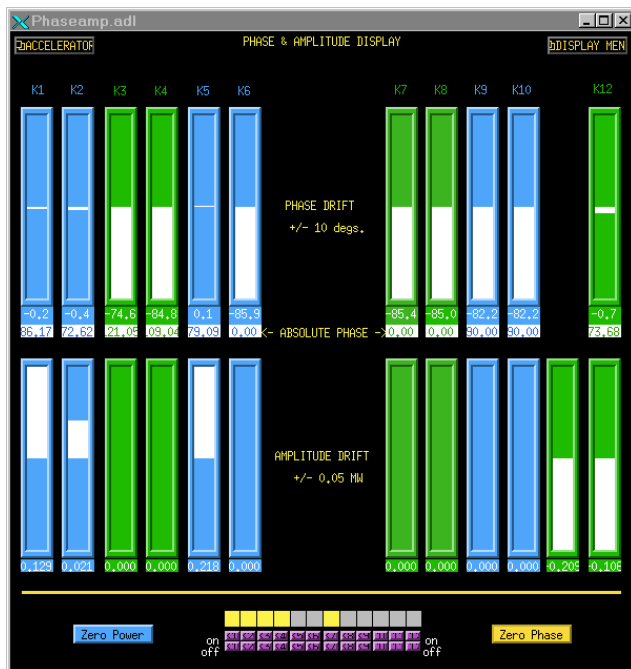 Phaseamp.adl
ACCELERATOR PHASE & AMPLITUDE DISPLAY DISPLAY MEN
K1 K2 K3 K4 K5 K6 K7 K8 K9 K10 K12
PHASE DRIFT
+/- 10 degs.
-0.2 -0.4 -74.6 -84.8 0.1 -85.9 -85.4 -85.0 -82.2 -82.2 -0.7
86.17 72.62 21.05 09.04 79.09 0.00 <- ABSOLUTE PHASE -> 0.00 0.00 90.00 90.00 73.68
AMPLITUDE DRIFT
+/- 0.05 MW
0.129 0.021 0.000 0.000 0.218 0.000 0.000 0.000 0.000 0.000 -0.209 -0.108
Zero Power on on Zero Phase
off off